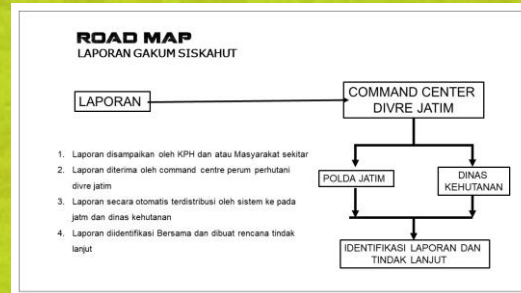 ROAD MAP
LAPORAN GAKUM SISKAHUT
LAPORAN
COMMAND CENTER
DIVRE JATIM
1. Laporan disampaikan oleh KPH dan atau Masyarakat sekitar
2. Laporan diterima oleh command centre perum perhutani
divre jatim
3. Laporan secara otomatis terdistribusi oleh sistem ke pada
jatm dan dinas kehutanan
4. Laporan diidentifikasi Bersama dan dibuat rencana tindak
lanjut
POLDA JATIM
DINAS
KEHUTANAN
IDENTIFIKASI LAPORAN DAN
TINDAK LANJUT